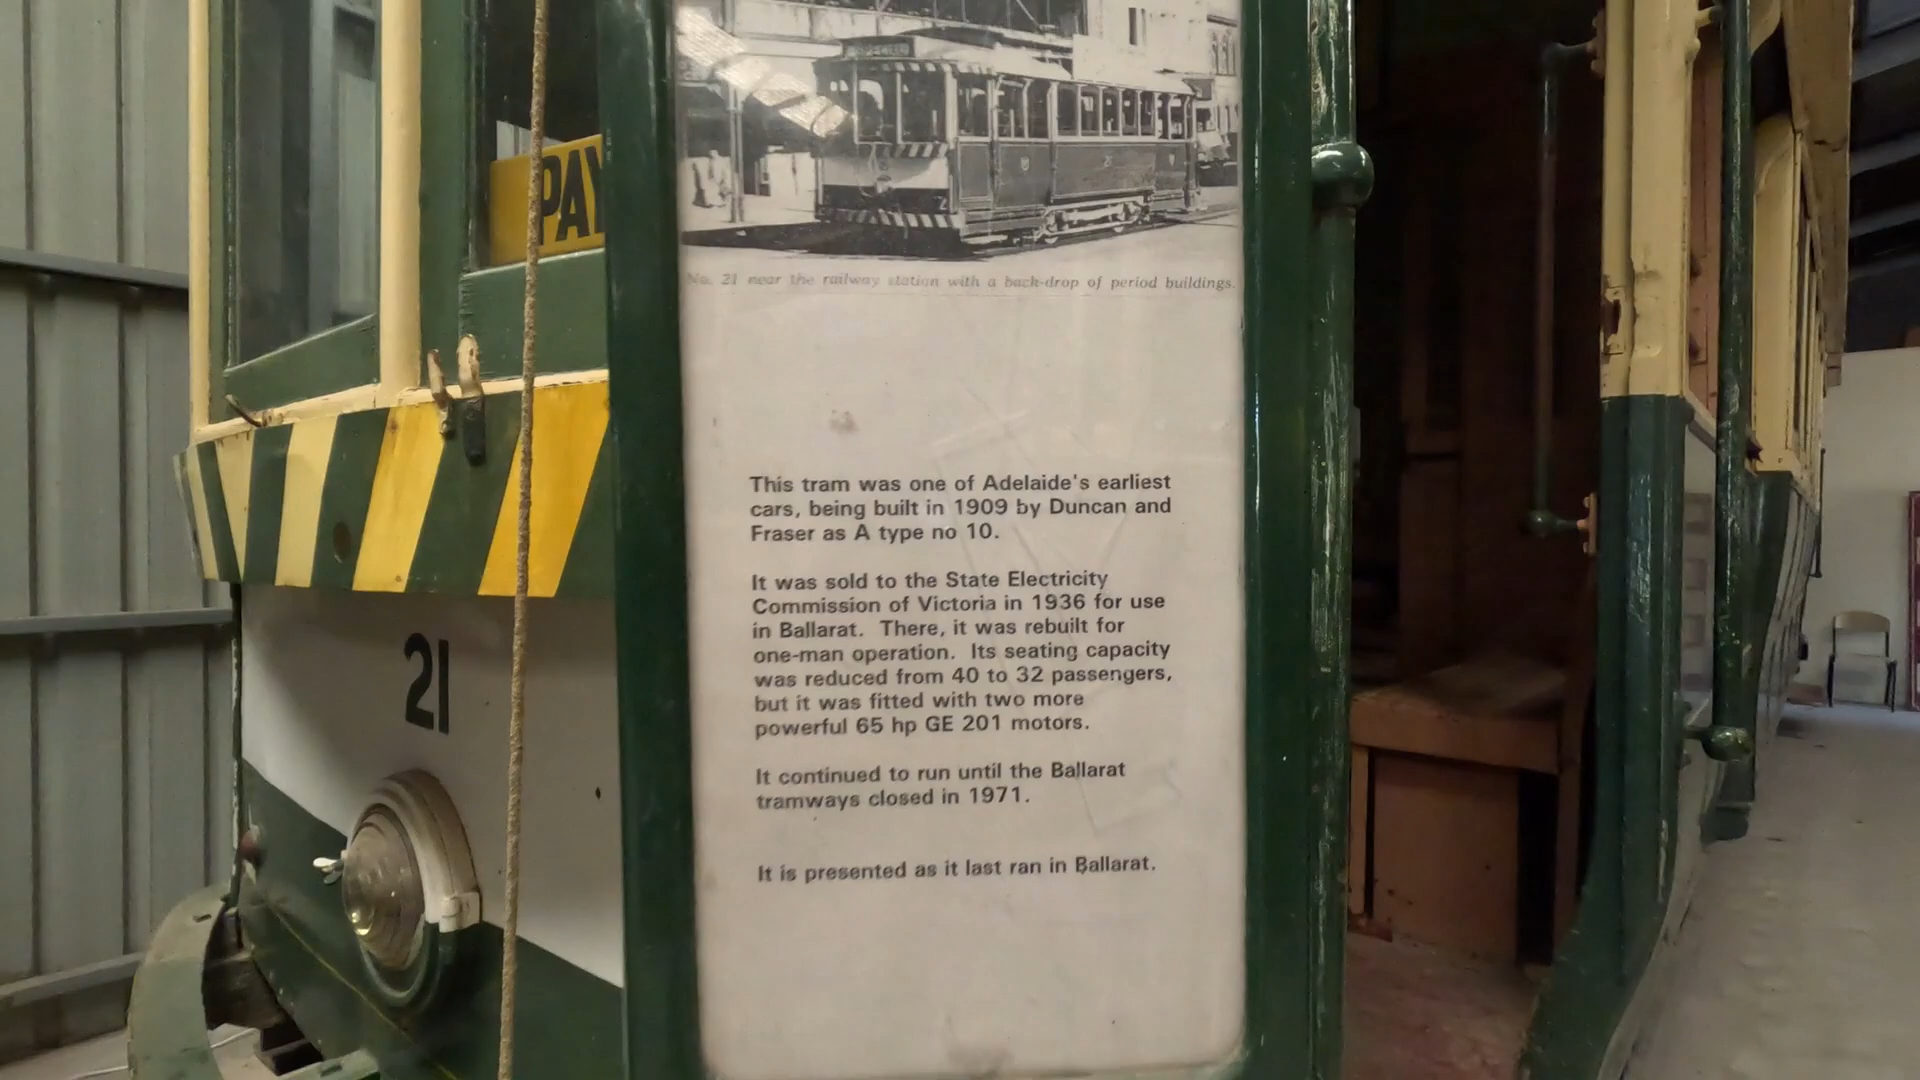 SPECIAL
PAY
No. 21 near the railway station with a back-drop of period buildings.
This tram was one of Adelaide's earliest
cars, being built in 1909 by Duncan and
Fraser as A type no 10.
It was sold to the State Electricity
Commission of Victoria in 1936 for use
in Ballarat. There, it was rebuilt for
one-man operation. Its seating capacity
was reduced from 40 to 32 passengers,
but it was fitted with two more
powerful 65 hp GE 201 motors.
It continued to run until the Ballarat
tramways closed in 1971.
It is presented as it last ran in Ballarat.
21